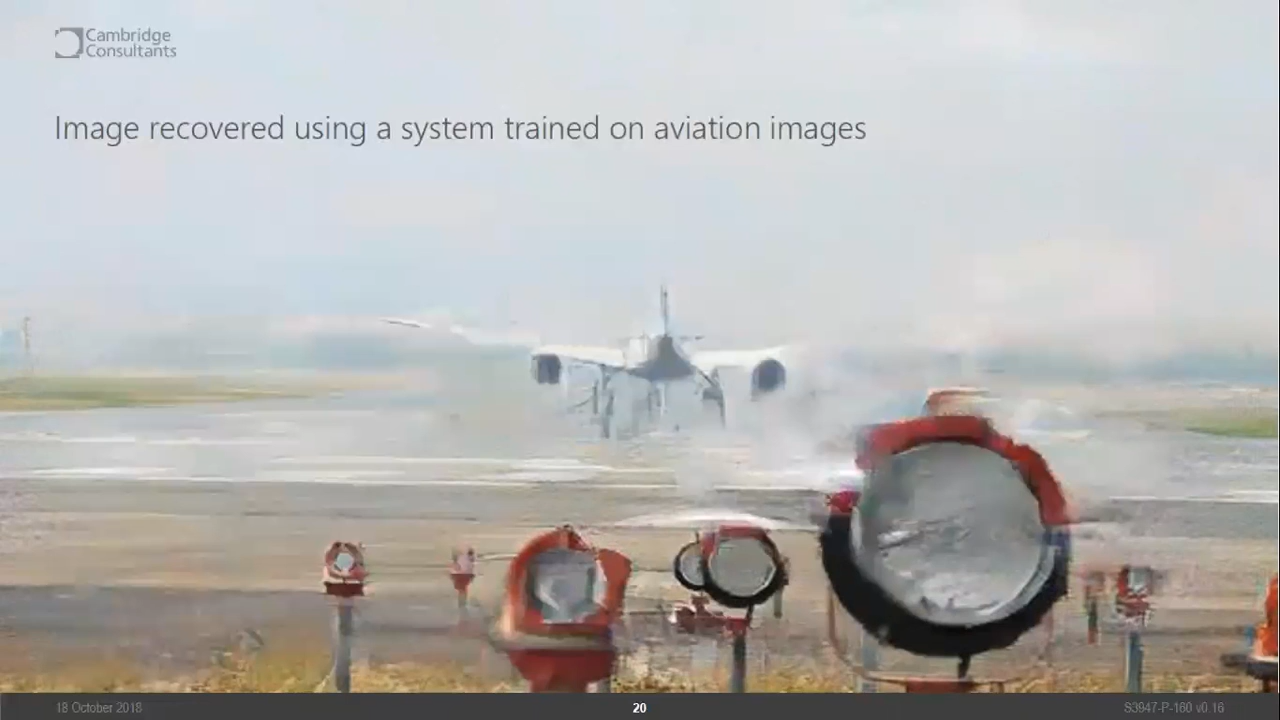 Cambridge
Consultants
Image recovered using a system trained on aviation images
18 October 2018
20
S3947-P-160 v0.16